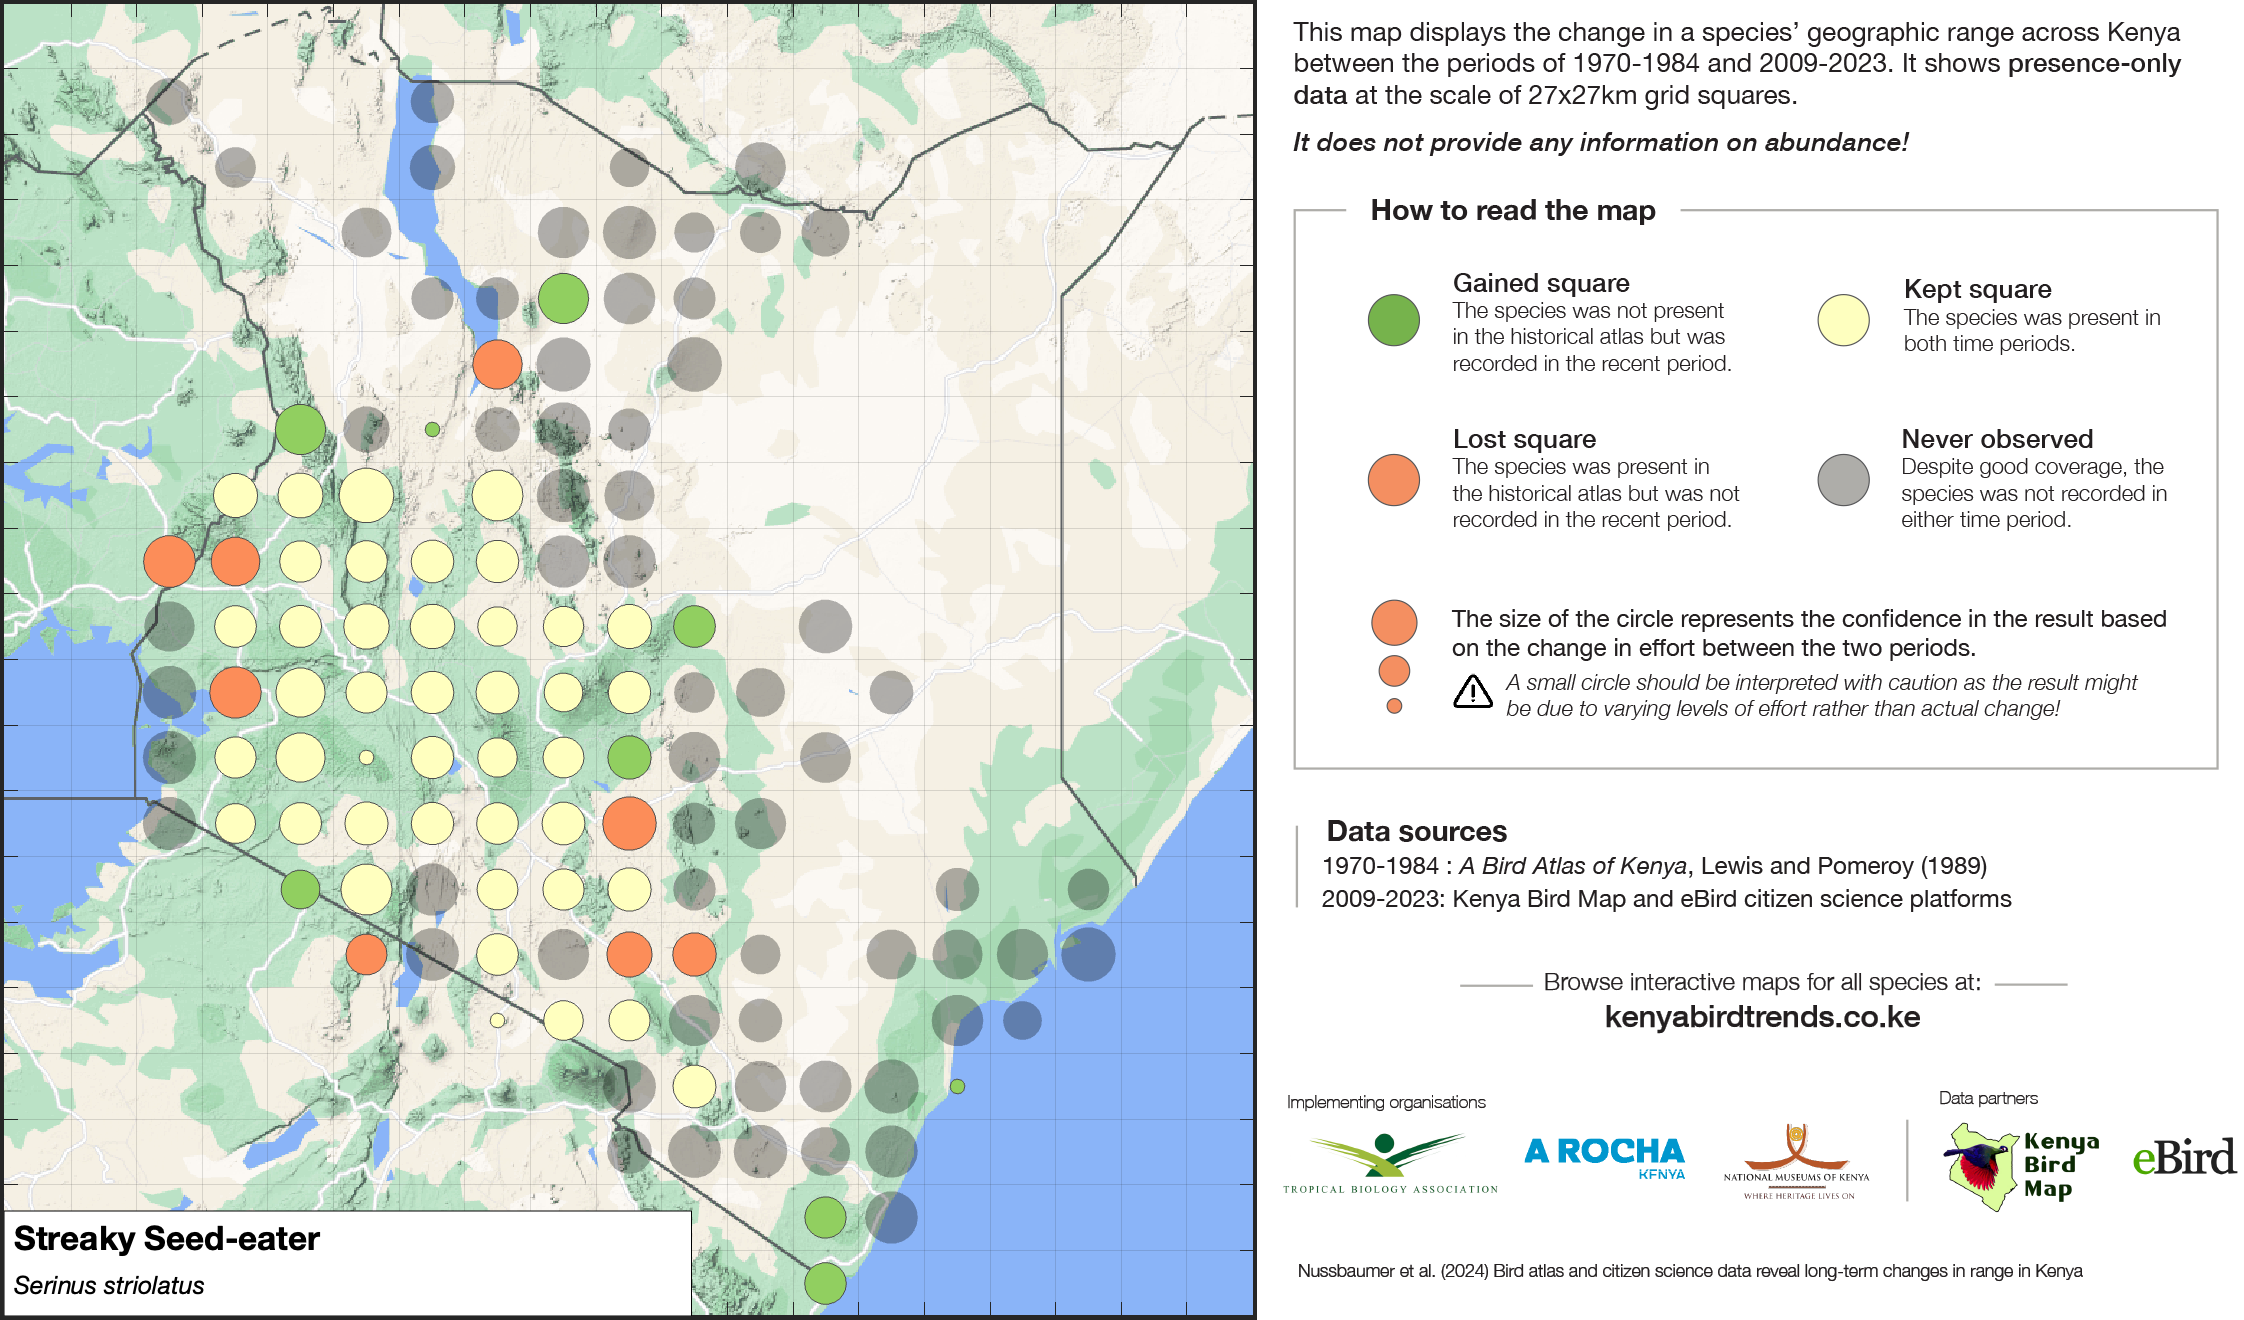 This map displays the change in a species’ geographic range across Kenya
between the periods of 1970-1984 and 2009-2023. It shows presence-only
data at the scale of 27x27km grid squares.
It does not provide any information on abundance!
How to read the map
Gained square
The species was not present
in the historical atlas but was
recorded in the recent period.
Kept square
The species was present in
both time periods.
Lost square
The species was present in
the historical atlas but was not
recorded in the recent period.
Never observed
Despite good coverage, the
species was not recorded in
either time period.
The size of the circle represents the confidence in the result based
on the change in effort between the two periods.
A small circle should be interpreted with caution as the result might
be due to varying levels of effort rather than actual change!
Data sources
1970-1984 : A Bird Atlas of Kenya, Lewis and Pomeroy (1989)
2009-2023: Kenya Bird Map and eBird citizen science platforms
Browse interactive maps for all species at:
kenyabirdtrends.co.ke
Implementing organisations
Data partners
TROPICAL BIOLOGY ASSOCIATION
A ROCHA
KENYA
NATIONAL MUSEUMS OF KENYA
WHERE HERITAGE LIVES ON
Kenya
Bird
Map
eBird
Streaky Seed-eater
Serinus striolatus
Nussbaumer et al. (2024) Bird atlas and citizen science data reveal long-term changes in range in Kenya